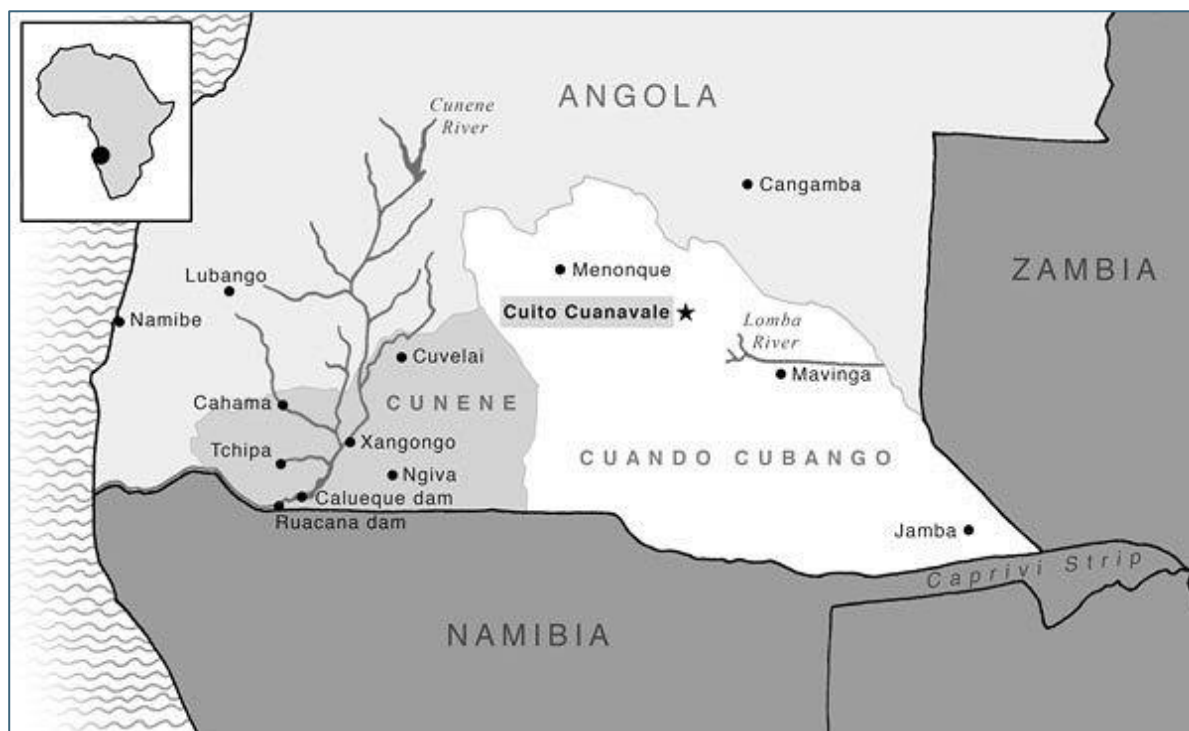 ANGOLA
Cunene
River
Cangamba
ZAMBIA
Menonque
Lubango
Cuito Cuanavale
Namibe
Lomba
River
Cuvelai
Mavinga
Cahama
CUNENE
Xangongo
Tchipa
CUANDO CUBANGO
Ngiva
Calueque dam
Ruacana dam
Jamba
Caprivi Strip
NAMIBIA